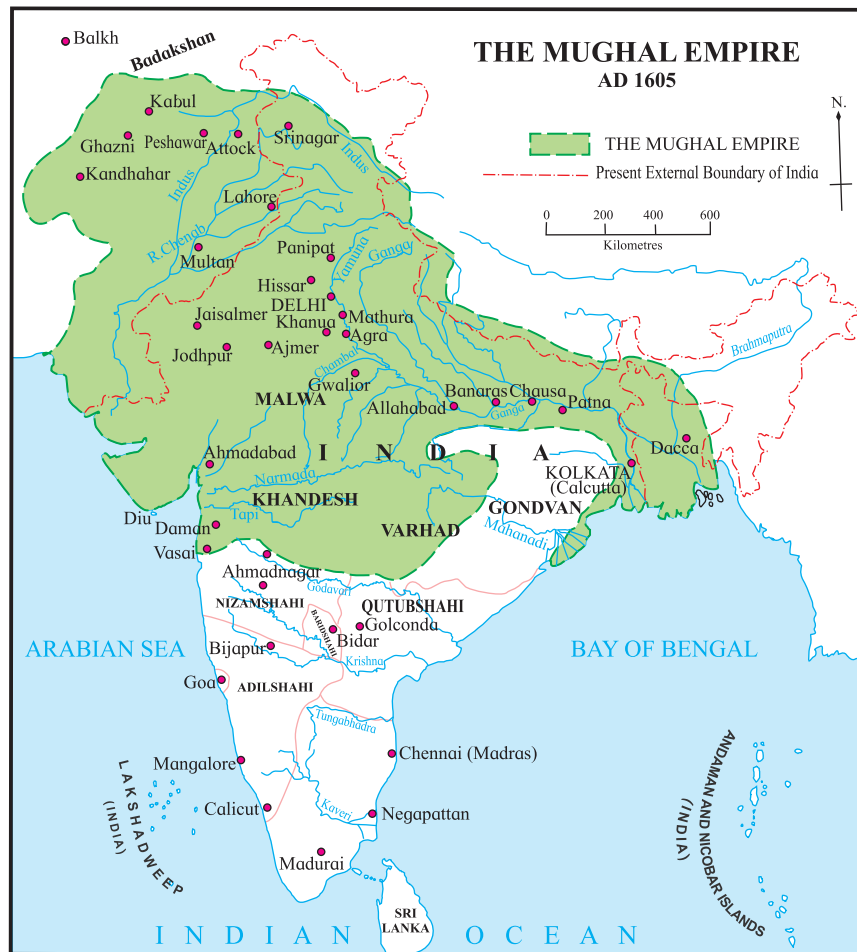 THE MUGHAL EMPIRE
AD 1605
N.
THE MUGHAL EMPIRE
Present External Boundary of India
0 200 400 600
Kilometres
Balkh
Badakshan
Kabul
Ghazni
Peshawar
Attock
Srinagar
Kandhahar
Indus
Indus
Lahore
R.Chenab
Multan
Panipat
Yamuna
Ganga
Hissar
DELHI
Jaisalmer
Mathura
Khanua
Agra
Jodhpur
Ajmer
Chambal
Gwalior
Brahmaputra
MALWA
Allahabad
Banaras
Chausa
Ganga
Patna
Dacca
Ahmadabad
INDIA
Narmada
KOLKATA
(Calcutta)
KHANDESH
GONDVAN
Diu
Tapi
Daman
VARHAD
Mahanadi
Vasai
Ahmadnagar
Godavari
NIZAMSHAHI
QUTUBSHAHI
BARIDSHAHI
Golconda
Bidar
ARABIAN SEA
BAY OF BENGAL
Bijapur
Krishna
Goa
ADILSHAHI
Tungabhadra
Mangalore
Chennai (Madras)
LAKSHADWEEP
(INDIA)
ANDAMAN AND NICOBAR ISLANDS
(INDIA)
Calicut
Kaveri
Negapattan
Madurai
SRI
LANKA
INDIAN OCEAN